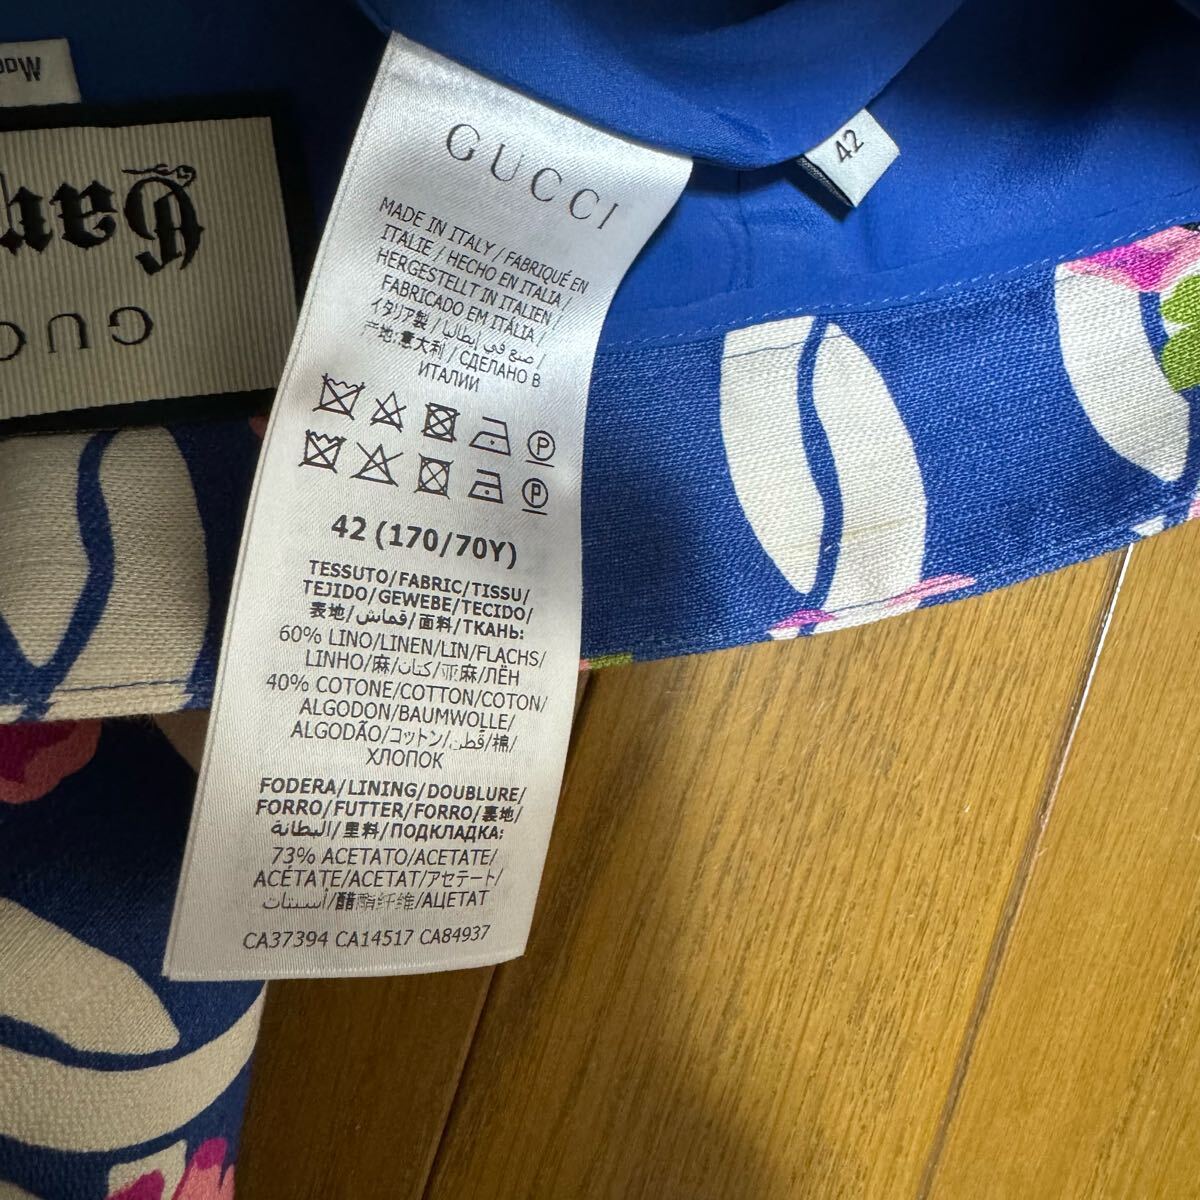 GUCCI
MADE IN ITALY / FABRIQUÉ EN
ITALIE / HECHO EN ITALIA /
HERGESTELLT IN ITALIEN /
FABRICADO EM ITÁLIA /
イタリア製 / صنع في إيطاليا /
产地:意大利 / СДЕЛАНО В
ИТАЛИИ
42 (170/70Y)
TESSUTO/FABRIC/TISSU/
TEJIDO/GEWEBE/TECIDO/
表地/قماش/面料/ТКАНЬ:
60% LINO/LINEN/LIN/FLACHS/
LINHO/麻/كتان/亚麻/ЛЁН
40% COTONE/COTTON/COTON/
ALGODON/BAUMWOLLE/
ALGODÃO/コットン/قطن/棉/
ХЛОПОК
FODERA/LINING/DOUBLURE/
FORRO/FUTTER/FORRO/裏地/
البطانة/里料/ПОДКЛАДКА:
73% ACETATO/ACETATE/
ACÉTATE/ACETAT/アセテート/
أسيتات/醋酯纤维/АЦЕТАТ
CA37394 CA14517 CA84937
42
GUC